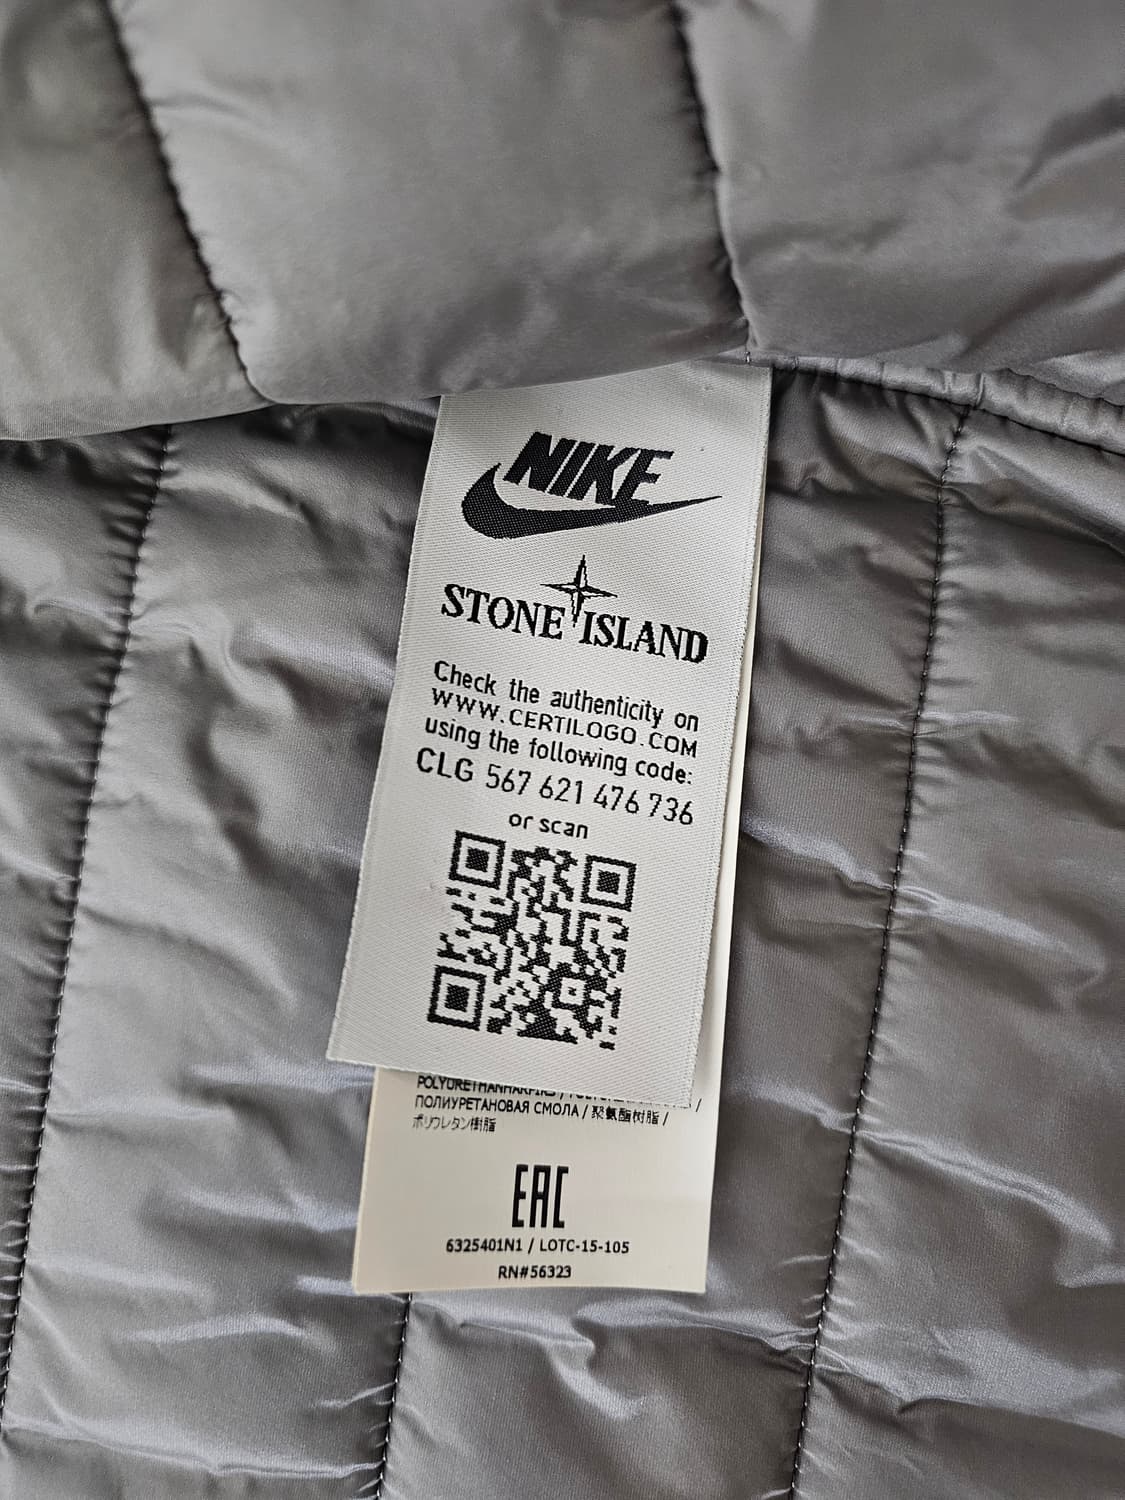 NIKE
STONE ISLAND
Check the authenticity on
WWW.CERTILOGO.COM
using the following code:
CLG 567 621 476 736
or scan
ПОЛИУРЕТАНОВАЯ СМОЛА / 聚氨酯树脂 /
ポリウレタン樹脂
EAC
6325401N1 / LOTC-15-105
RN#56323